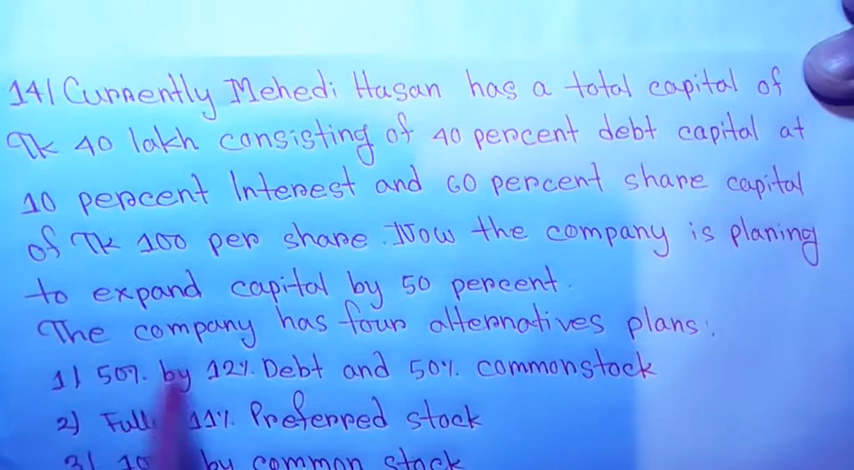 14/ Currently Mehedi Hasan has a total capital of
Tk 40 lakh consisting of 40 percent debt capital at
10 percent Interest and 60 percent share capital
of Tk 100 per share. Now the company is planing
to expand capital by 50 percent.
The company has four alternatives plans:
1) 50% by 12% Debt and 50% common stock
2) 11% Preferred stock
3) by common stock